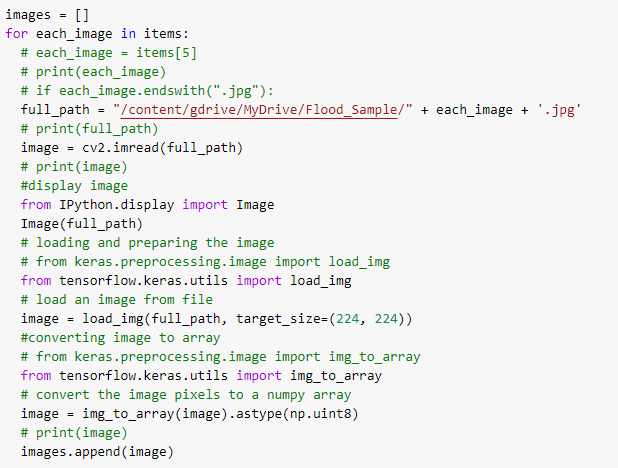 images = []
for each_image in items:
  # each_image = items[5]
  # print(each_image)
  # if each_image.endswith(".jpg"):
  full_path = "/content/gdrive/MyDrive/Flood_Sample/" + each_image + '.jpg'
  # print(full_path)
  image = cv2.imread(full_path)
  # print(image)
  #display image
  from IPython.display import Image
  Image(full_path)
  # loading and preparing the image
  # from keras.preprocessing.image import load_img
  from tensorflow.keras.utils import load_img
  # load an image from file
  image = load_img(full_path, target_size=(224, 224))
  #converting image to array
  # from keras.preprocessing.image import img_to_array
  from tensorflow.keras.utils import img_to_array
  # convert the image pixels to a numpy array
  image = img_to_array(image).astype(np.uint8)
  # print(image)
  images.append(image)